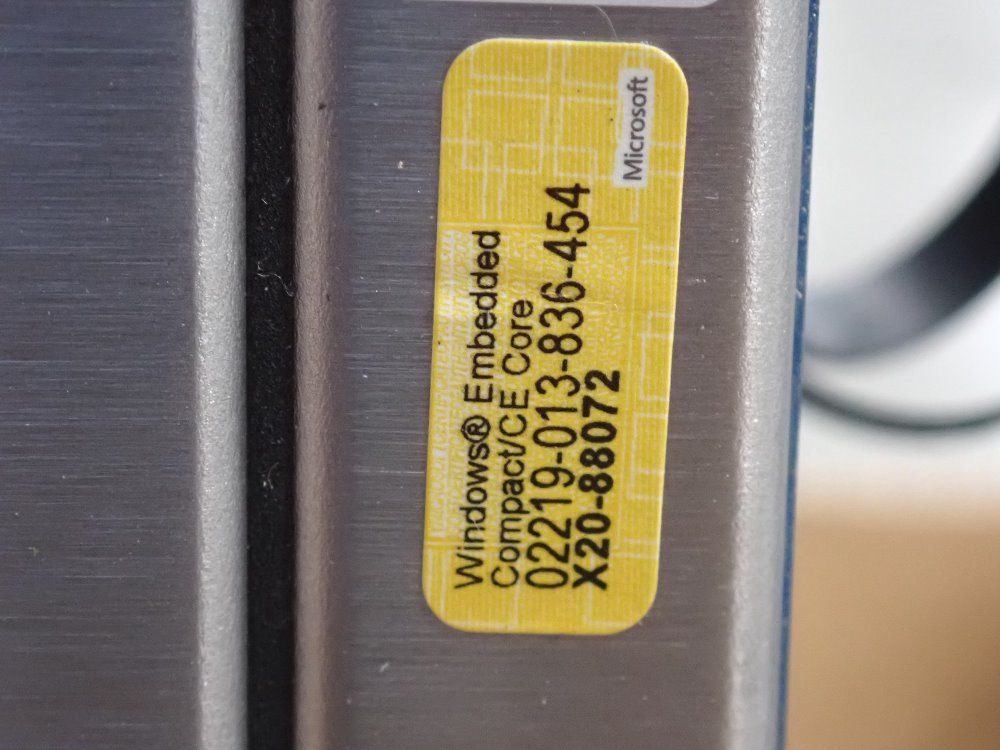 Microsoft
Windows® Embedded
Compact/CE Core
02219-013-836-454
X20-88072